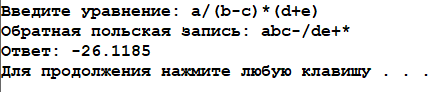 Введите уравнение: a/(b-c)*(d+e)
Обратная польская запись: abc-/de+*
Ответ: -26.1185
Для продолжения нажмите любую клавишу . . .